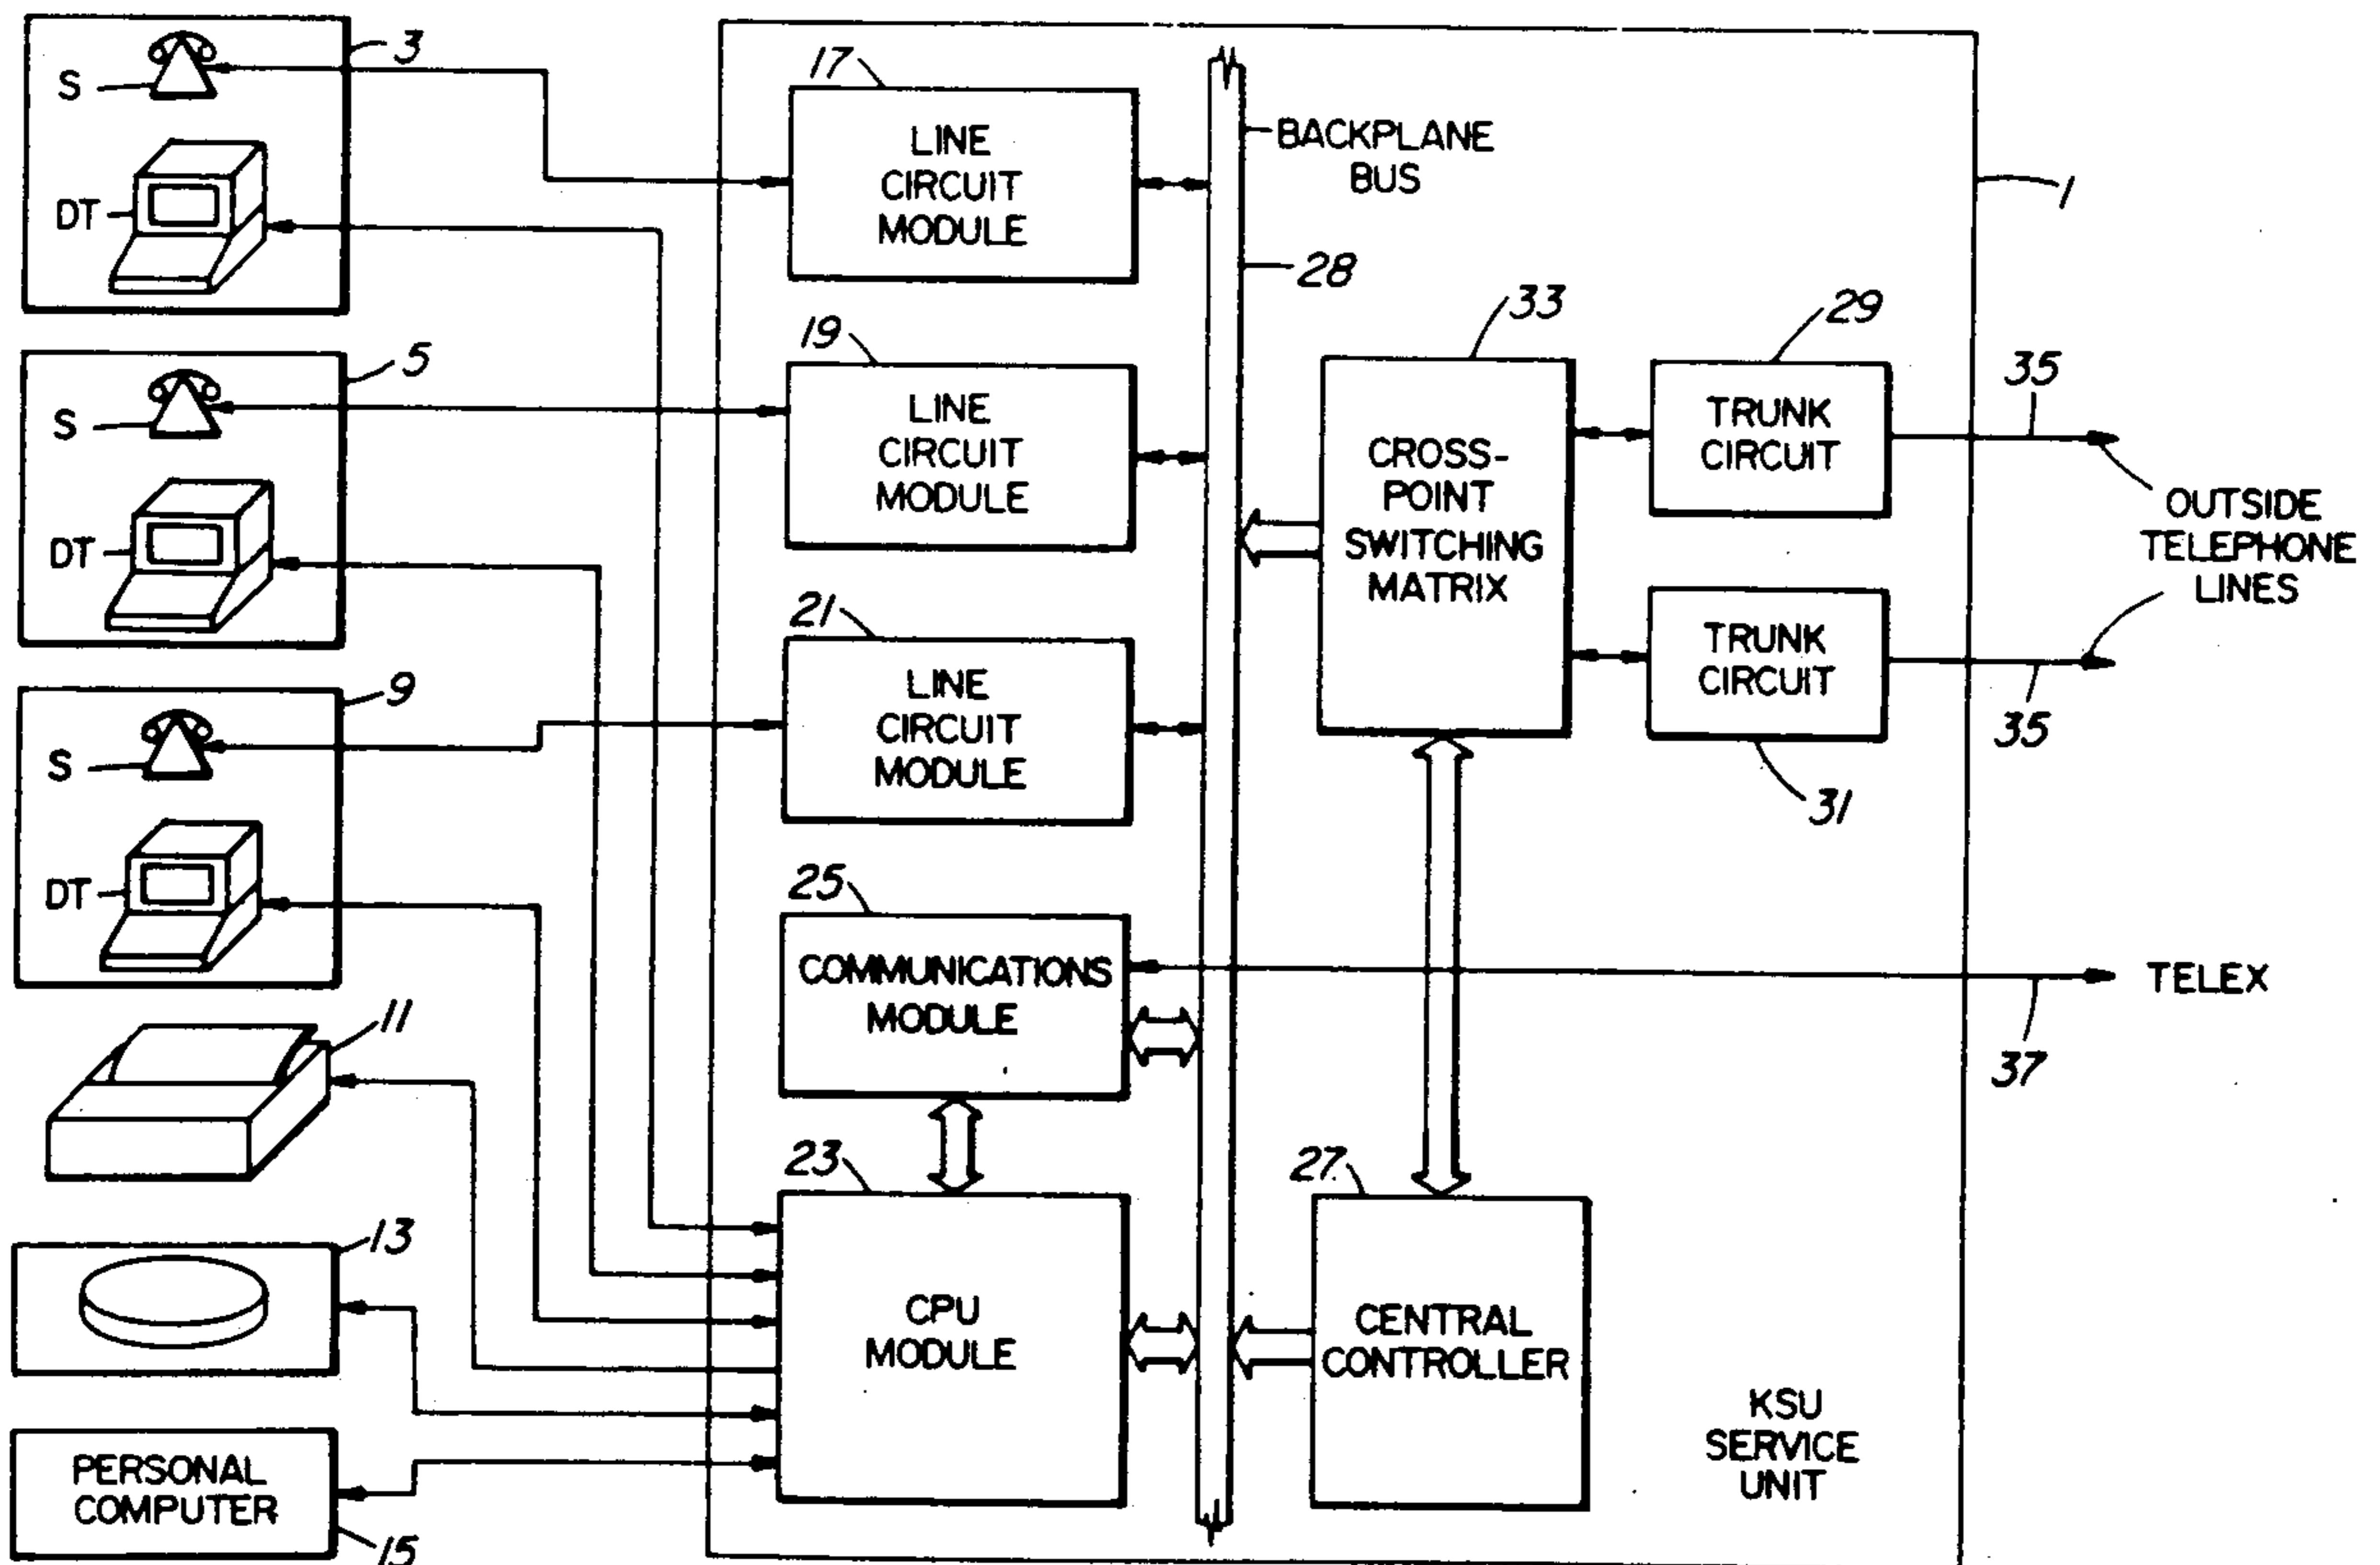 3
S
DT
5
S
DT
9
S
DT
11
13
PERSONAL
COMPUTER
15
17
LINE
CIRCUIT
MODULE
19
LINE
CIRCUIT
MODULE
21
LINE
CIRCUIT
MODULE
25
COMMUNICATIONS
MODULE
23
CPU
MODULE
BACKPLANE
BUS
28
33
CROSS-
POINT
SWITCHING
MATRIX
29
TRUNK
CIRCUIT
TRUNK
CIRCUIT
31
27
CENTRAL
CONTROLLER
KSU
SERVICE
UNIT
1
35
OUTSIDE
TELEPHONE
LINES
35
TELEX
37